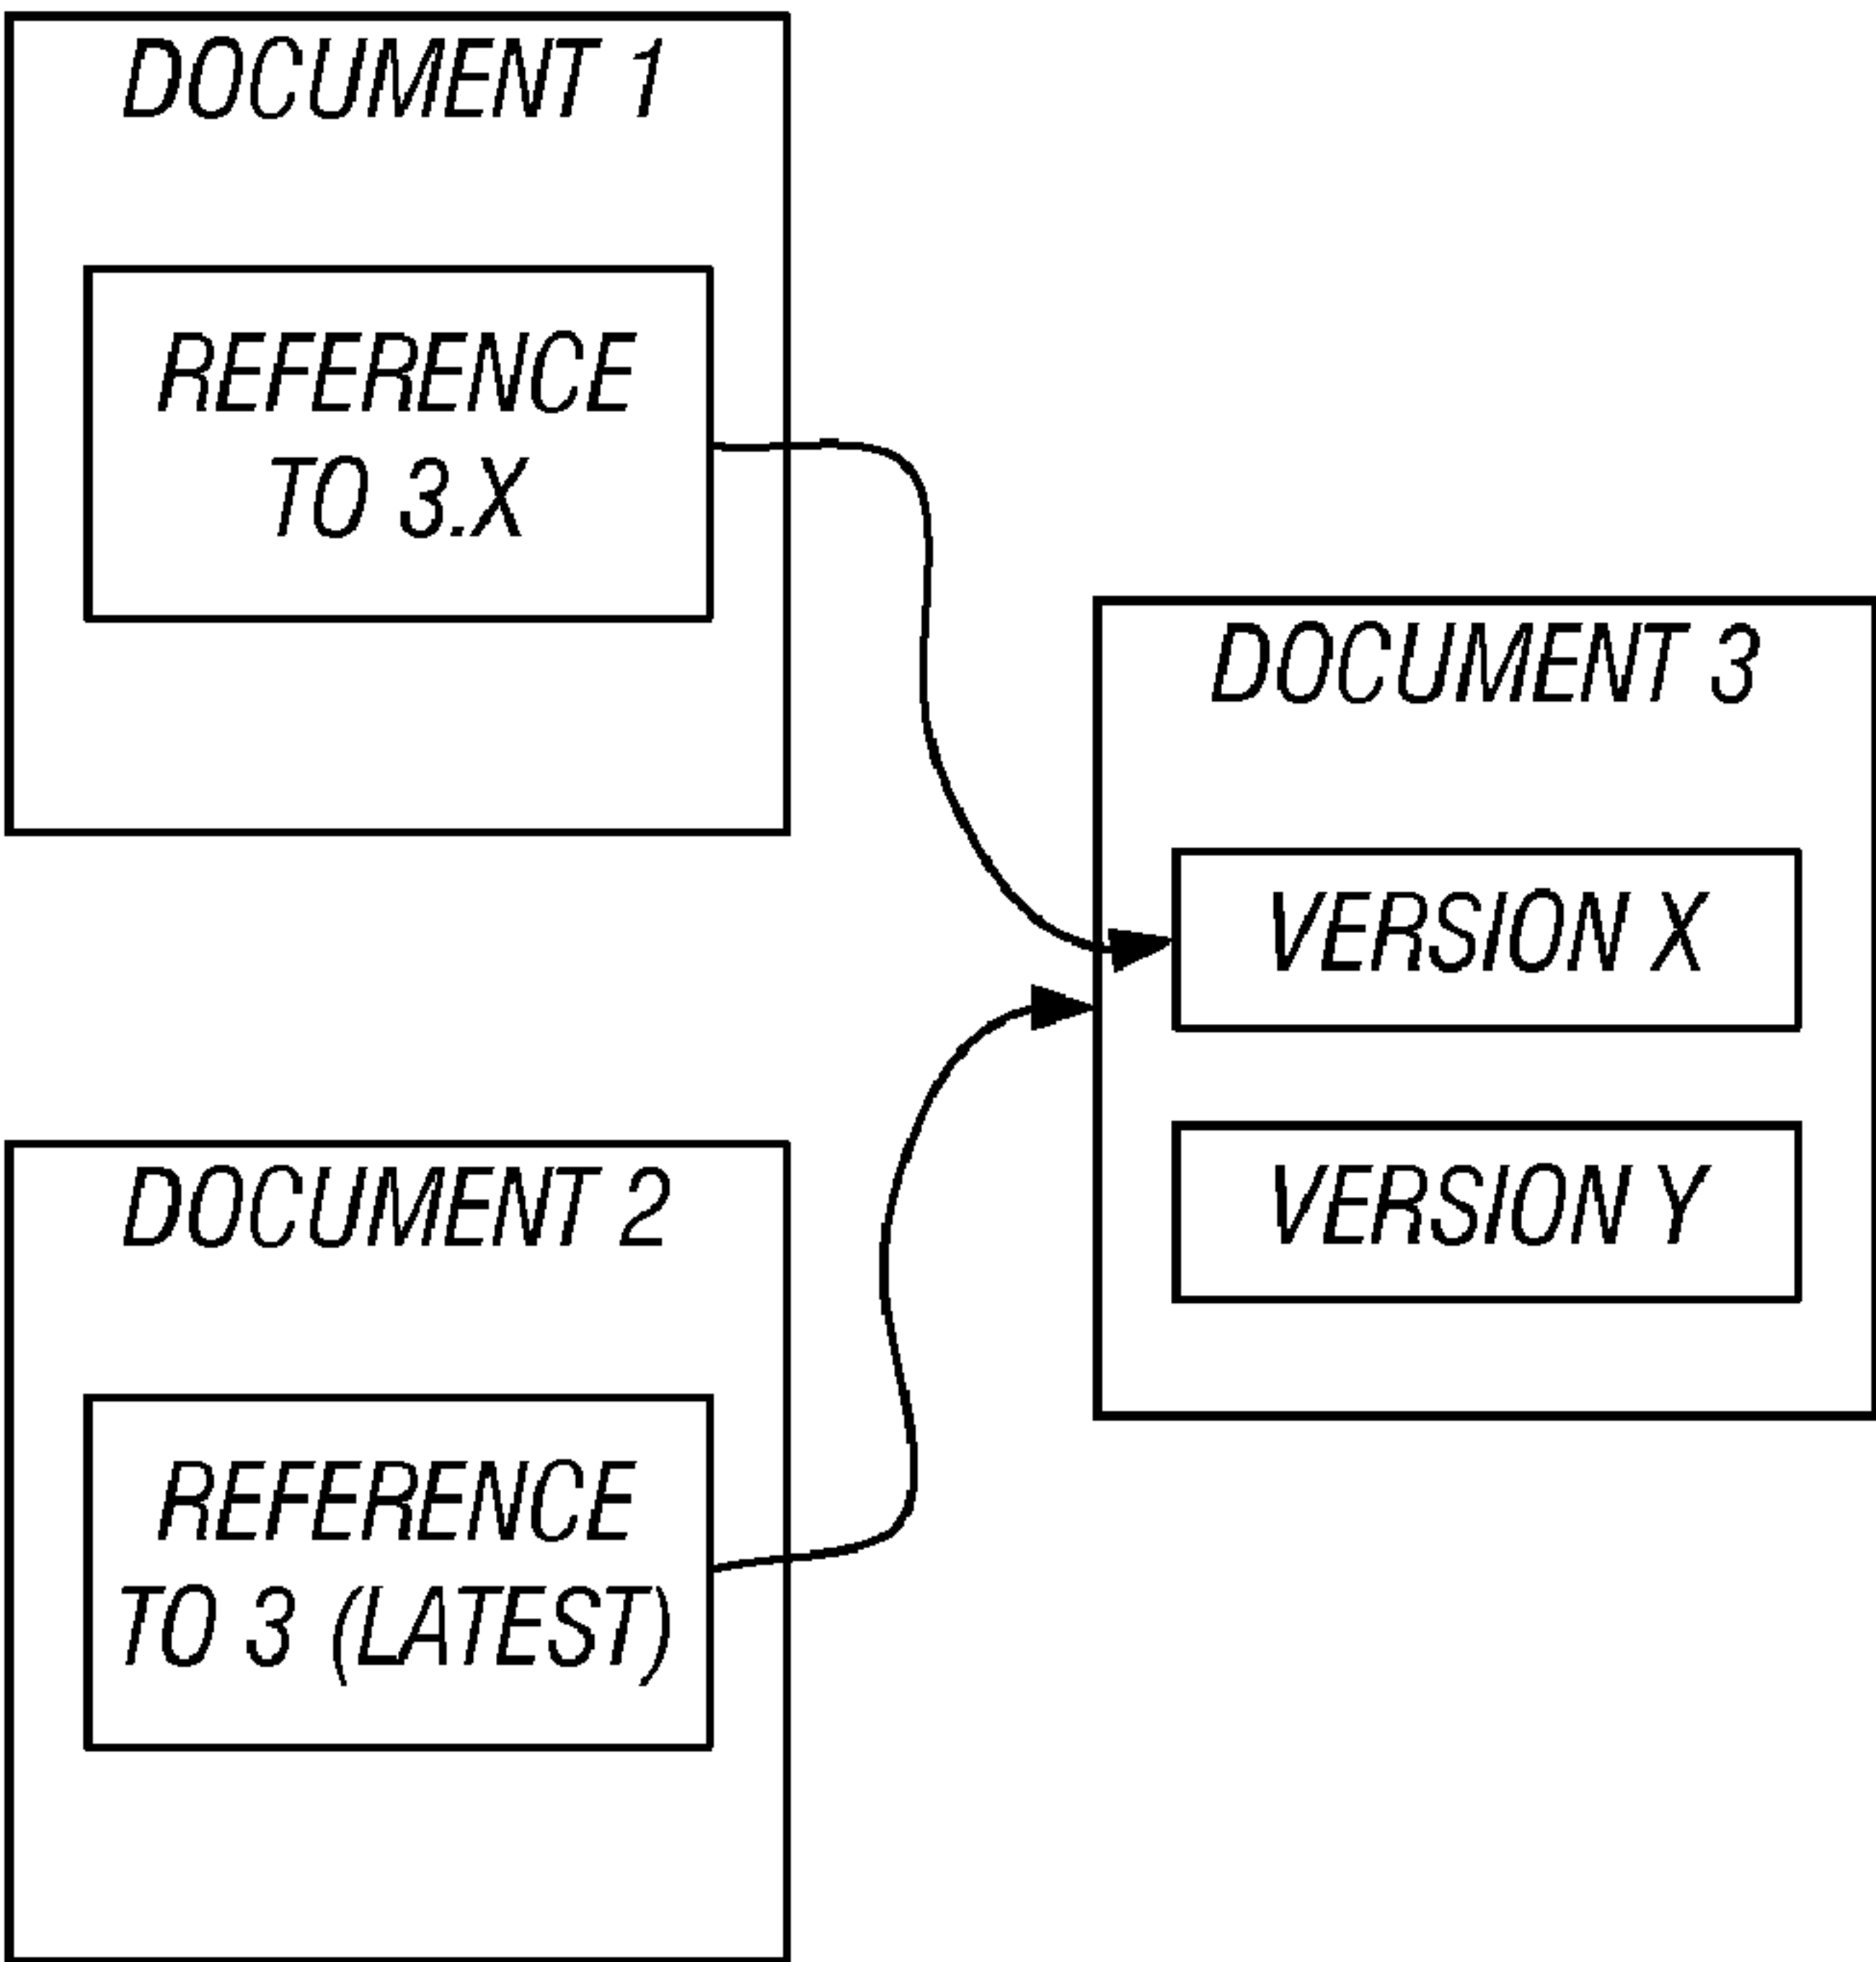 DOCUMENT 1
REFERENCE
TO 3.X
DOCUMENT 3
VERSION X
VERSION Y
DOCUMENT 2
REFERENCE
TO 3 (LATEST)